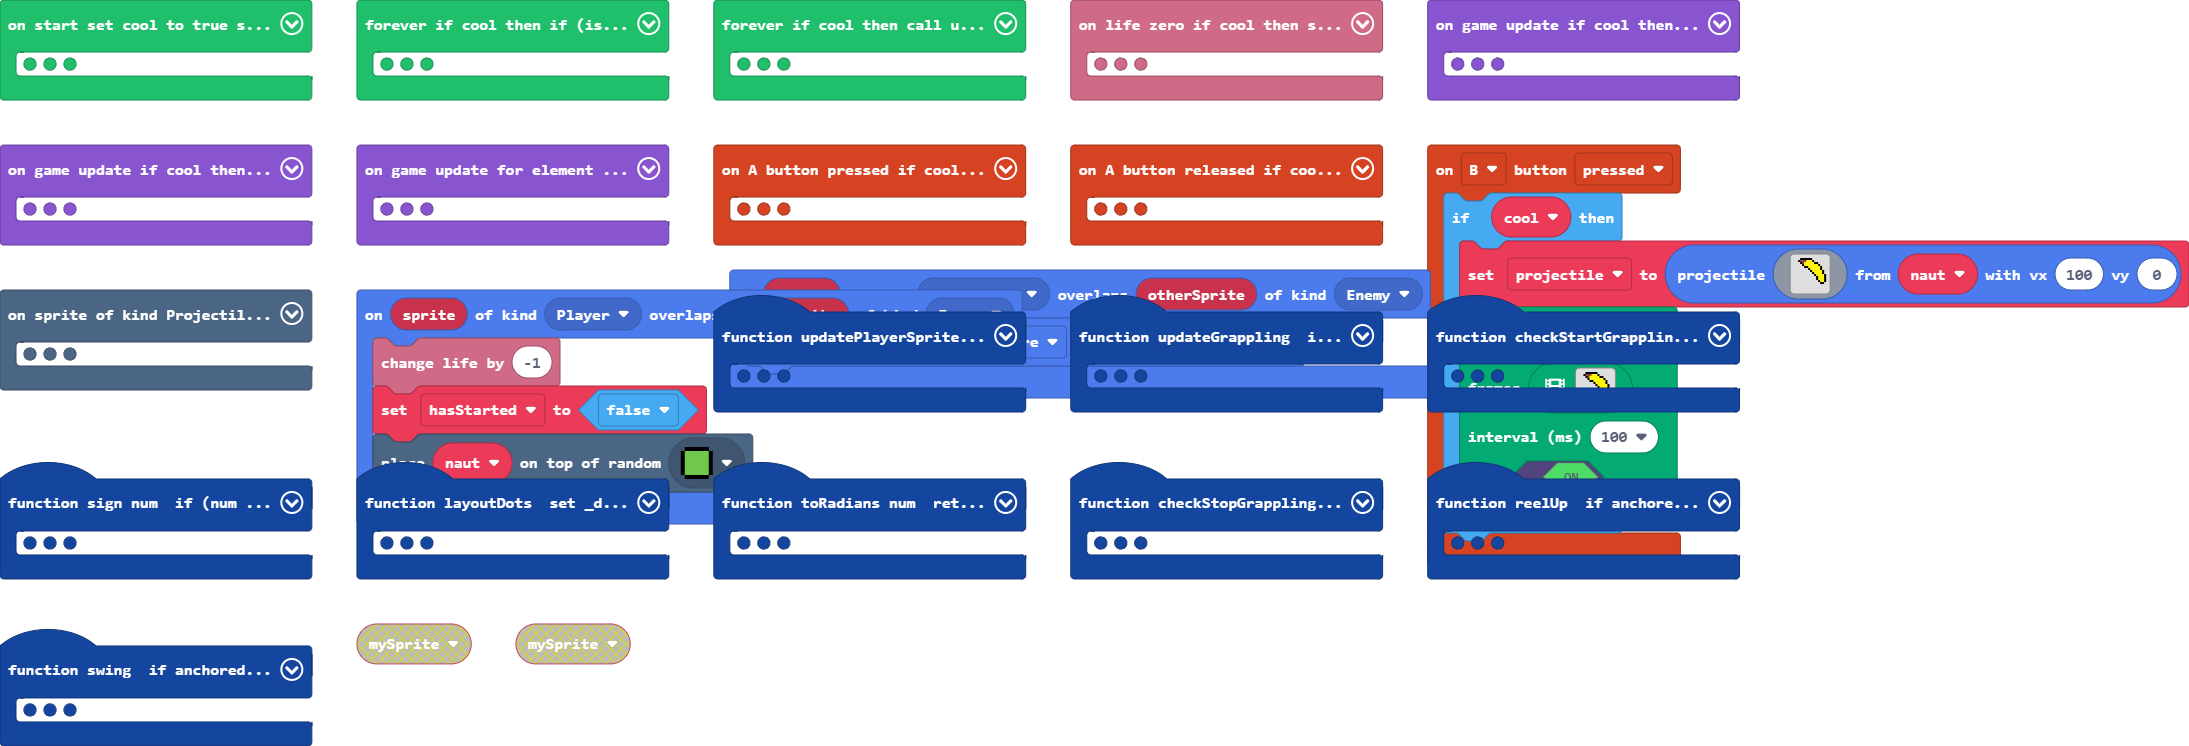 on start set cool to true s...
forever if cool then if (is...
forever if cool then call u...
on life zero if cool then s...
on game update if cool then...
on game update if cool then...
on game update for element ...
on A button pressed if cool...
on A button released if coo...
on B button pressed
if cool then
set projectile to projectile from naut with vx 100 vy 0
overlaps otherSprite of kind Enemy
on sprite of kind Projectil...
on sprite of kind Player overlaps
change life by -1
set hasStarted to false
place naut on top of random
function updatePlayerSprite...
function updateGrappling i...
function checkStartGrapplin...
frames
interval (ms) 100
ON
function sign num if (num ...
function layoutDots set _d...
function toRadians num ret...
function checkStopGrappling...
function reelUp if anchore...
function swing if anchored...
mySprite
mySprite